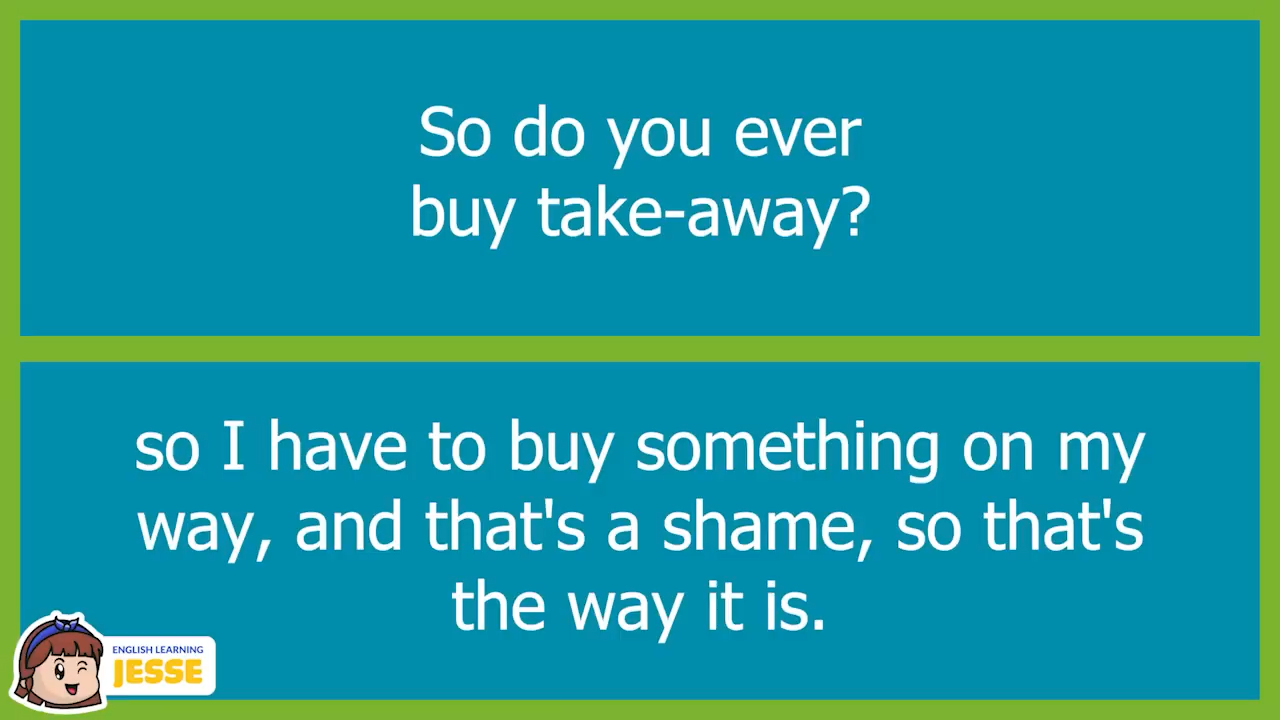 So do you ever
buy take-away?
so I have to buy something on my
way, and that's a shame, so that's
the way it is.
ENGLISH LEARNING
JESSE